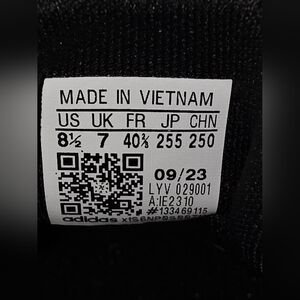 MADE IN VIETNAM
US UK FR JP CHN
8½ 7 40⅔ 255 250
09/23
LYV 029001
A:IE2310
#133469115
adidas